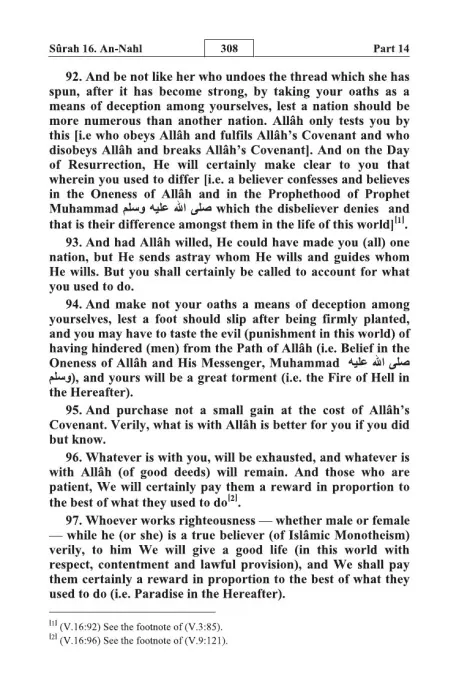 Sûrah 16. An-Nahl 308 Part 14
92. And be not like her who undoes the thread which she has
spun, after it has become strong, by taking your oaths as a
means of deception among yourselves, lest a nation should be
more numerous than another nation. Allâh only tests you by
this [i.e who obeys Allâh and fulfils Allâh’s Covenant and who
disobeys Allâh and breaks Allâh’s Covenant]. And on the Day
of Resurrection, He will certainly make clear to you that
wherein you used to differ [i.e. a believer confesses and believes
in the Oneness of Allâh and in the Prophethood of Prophet
Muhammad صلى الله عليه وسلم which the disbeliever denies and
that is their difference amongst them in the life of this world][1].
93. And had Allâh willed, He could have made you (all) one
nation, but He sends astray whom He wills and guides whom
He wills. But you shall certainly be called to account for what
you used to do.
94. And make not your oaths a means of deception among
yourselves, lest a foot should slip after being firmly planted,
and you may have to taste the evil (punishment in this world) of
having hindered (men) from the Path of Allâh (i.e. Belief in the
Oneness of Allâh and His Messenger, Muhammad صلى الله عليه
وسلم), and yours will be a great torment (i.e. the Fire of Hell in
the Hereafter).
95. And purchase not a small gain at the cost of Allâh’s
Covenant. Verily, what is with Allâh is better for you if you did
but know.
96. Whatever is with you, will be exhausted, and whatever is
with Allâh (of good deeds) will remain. And those who are
patient, We will certainly pay them a reward in proportion to
the best of what they used to do[2].
97. Whoever works righteousness — whether male or female
— while he (or she) is a true believer (of Islâmic Monotheism)
verily, to him We will give a good life (in this world with
respect, contentment and lawful provision), and We shall pay
them certainly a reward in proportion to the best of what they
used to do (i.e. Paradise in the Hereafter).
[1] (V.16:92) See the footnote of (V.3:85).
[2] (V.16:96) See the footnote of (V.9:121).